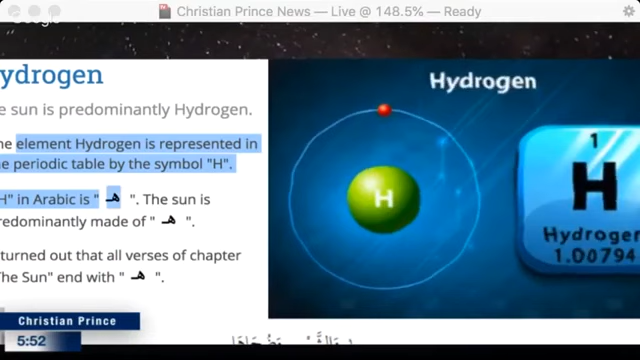 Christian Prince News — Live @ 148.5% — Ready
ydrogen
e sun is predominantly Hydrogen.
ne element Hydrogen is represented in
e periodic table by the symbol "H".
H" in Arabic is " هـ ". The sun is
redominantly made of " هـ ".
turned out that all verses of chapter
The Sun" end with " هـ ".
Hydrogen
H
1
H
Hydrogen
1.00794
Christian Prince
5:52